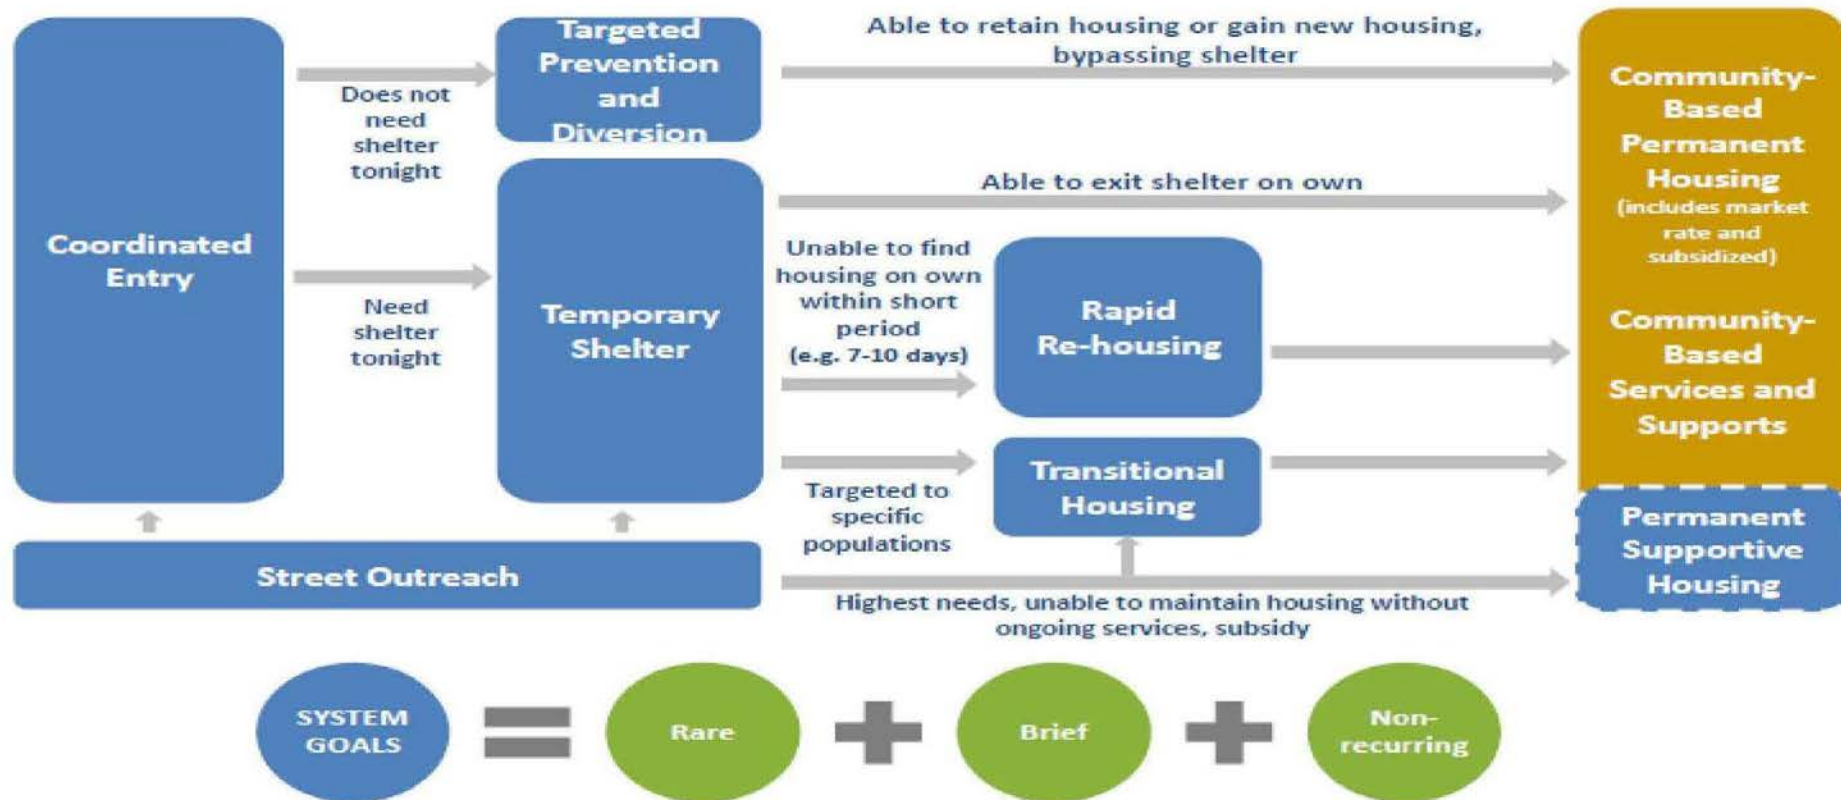 Coordinated
Entry
Does not
need
shelter
tonight
Need
shelter
tonight
Targeted
Prevention
and
Diversion
Temporary
Shelter
Able to retain housing or gain new housing,
bypassing shelter
Able to exit shelter on own
Unable to find
housing on own
within short
period
(e.g. 7-10 days)
Rapid
Re-housing
Targeted to
specific
populations
Transitional
Housing
Street Outreach
Highest needs, unable to maintain housing without
ongoing services, subsidy
Community-
Based
Permanent
Housing
(includes market
rate and
subsidized)
Community-
Based
Services and
Supports
Permanent
Supportive
Housing
SYSTEM
GOALS
=
Rare
+
Brief
+
Non-
recurring